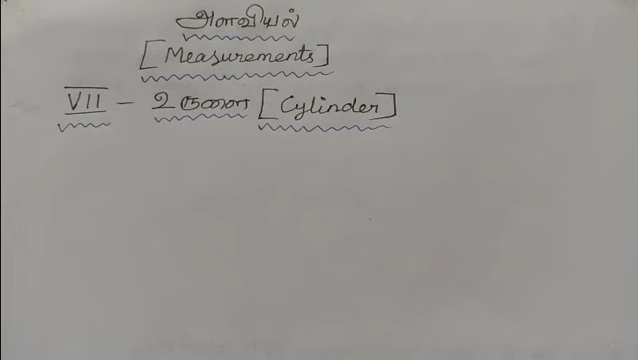 அளவியல்
[Measurements]
VII - உருளை [Cylinder]